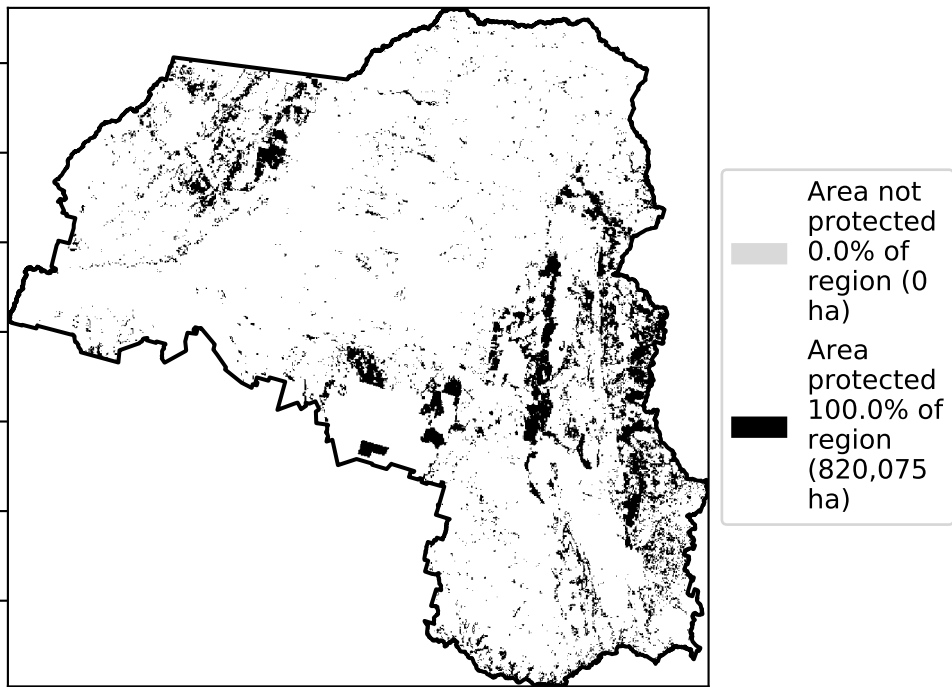 Area not
protected
0.0% of
region (0
ha)
Area
protected
100.0% of
region
(820,075
ha)